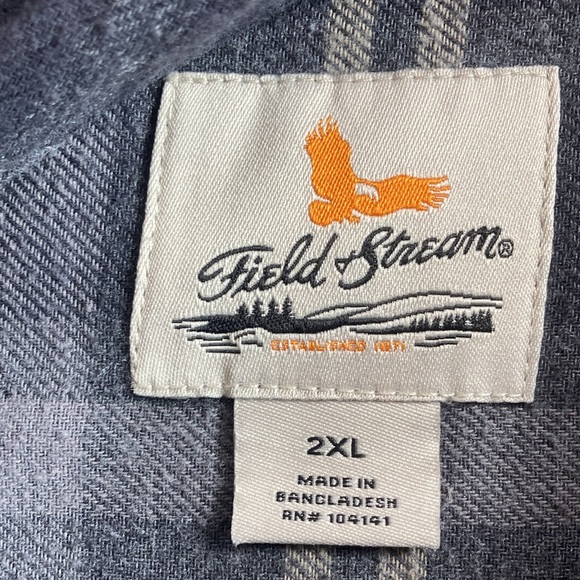 Field & Stream®
ESTABLISHED 1871
2XL
MADE IN
BANGLADESH
RN# 104141